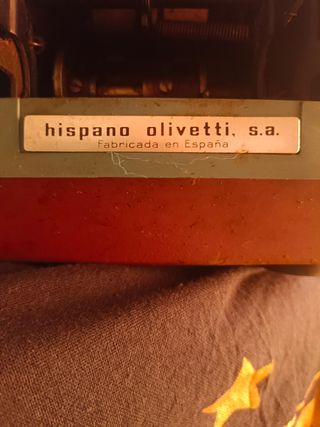 hispano olivetti, s.a.
Fabricada en España